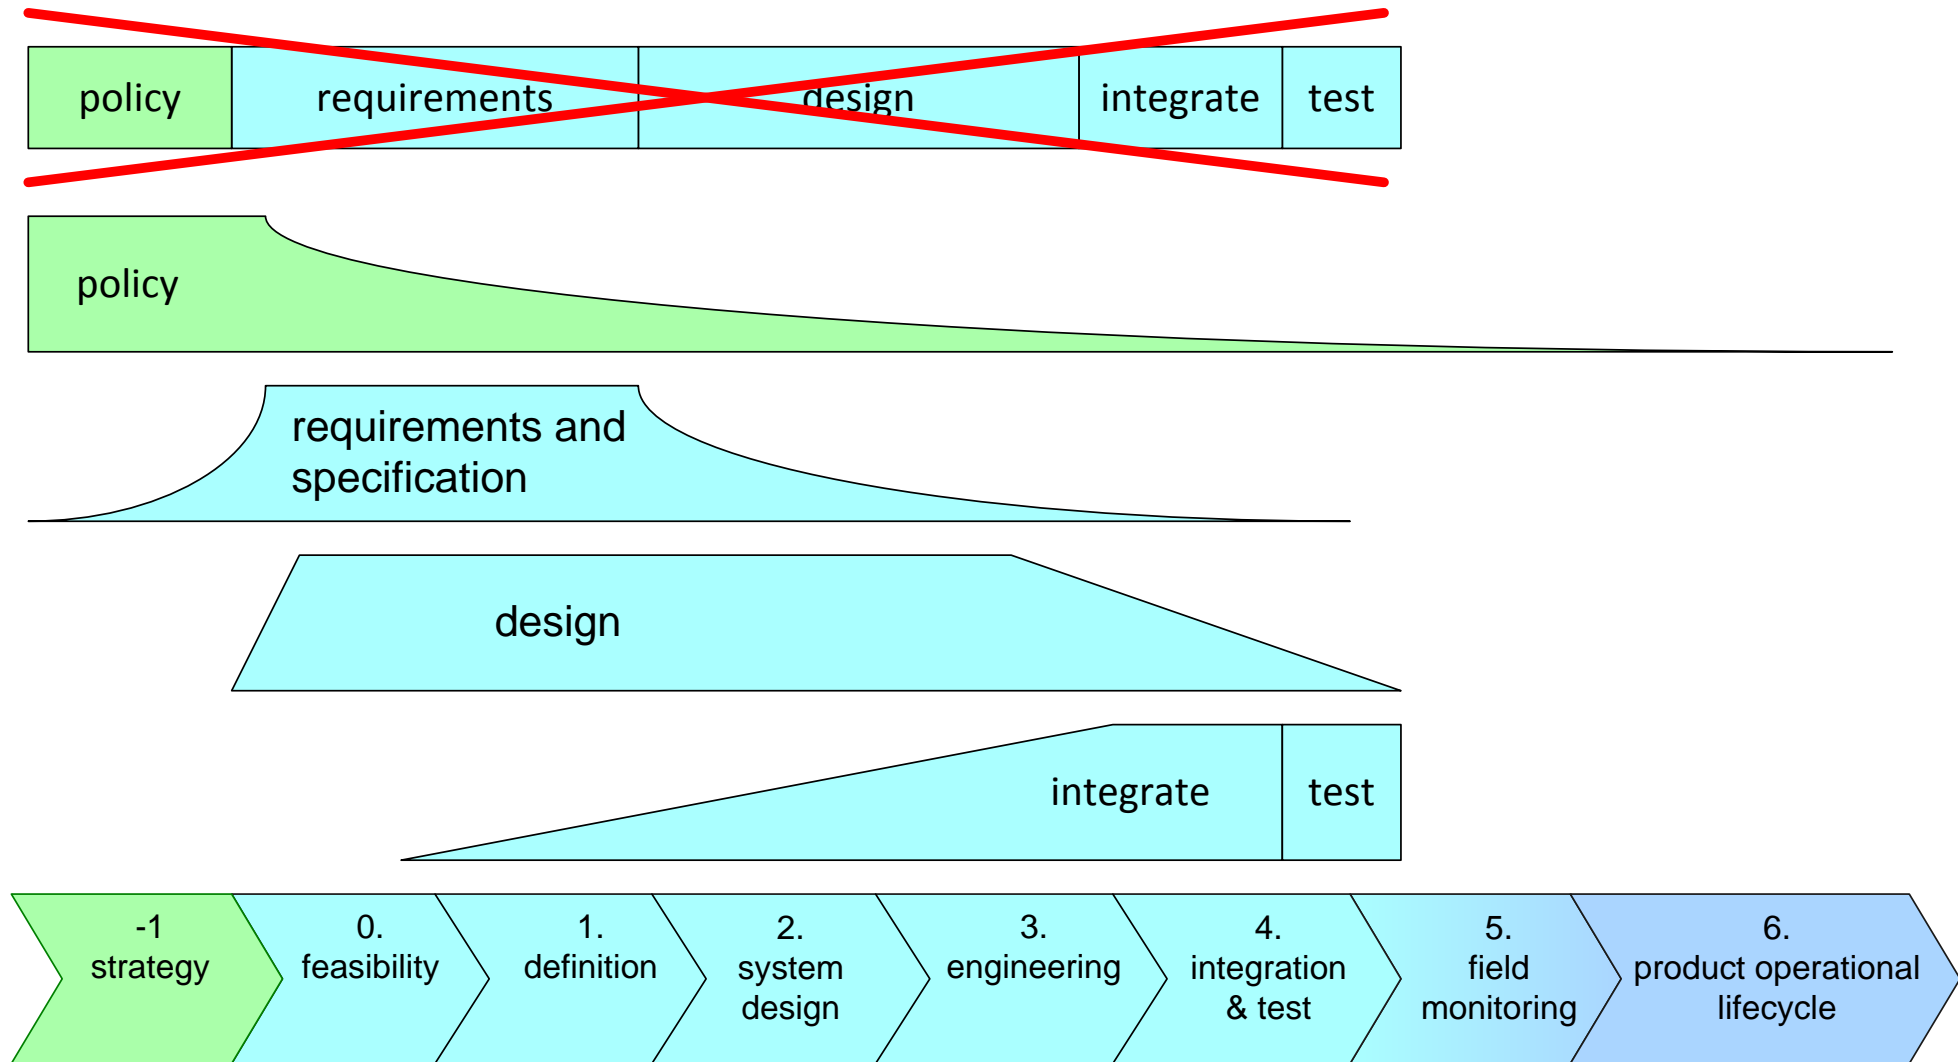 policy requirements design integrate test
policy
requirements and
specification
design
integrate test
-1
strategy
0.
feasibility
1.
definition
2.
system
design
3.
engineering
4.
integration
& test
5.
field
monitoring
6.
product operational
lifecycle